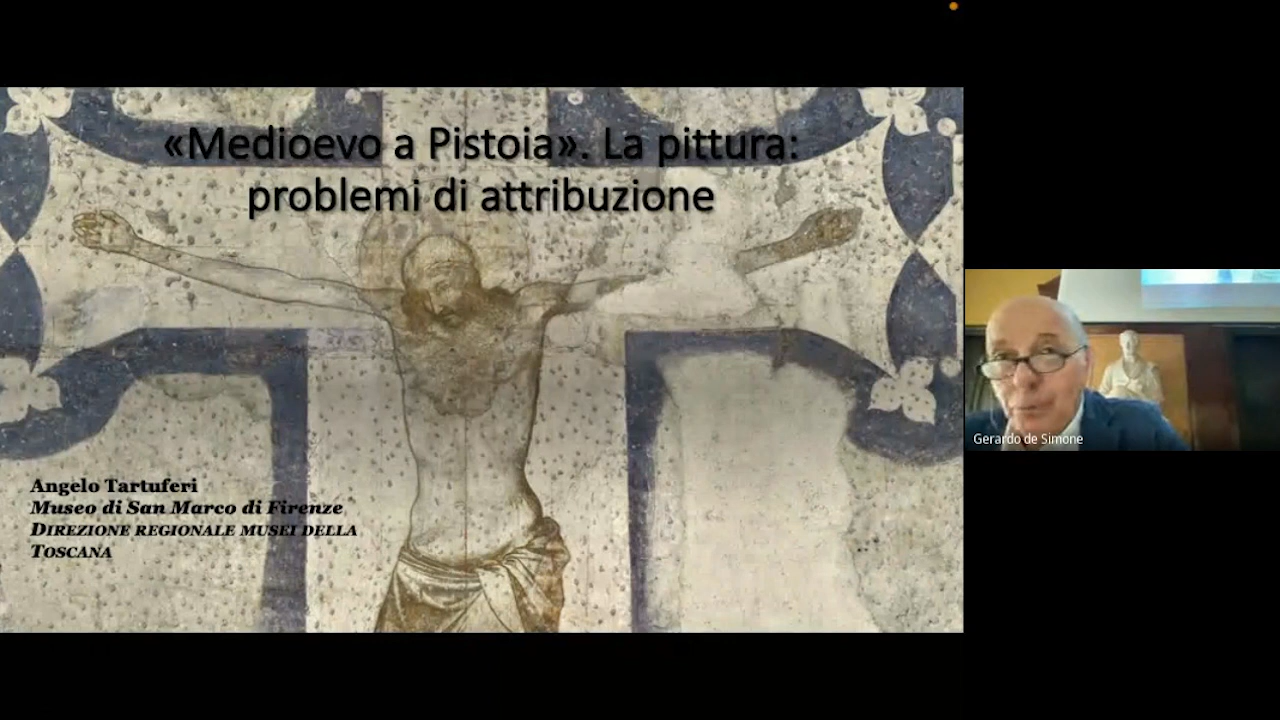 «Medioevo a Pistoia». La pittura:
problemi di attribuzione
Angelo Tartuferi
Museo di San Marco di Firenze
DIREZIONE REGIONALE MUSEI DELLA
TOSCANA
Gerardo de Simone